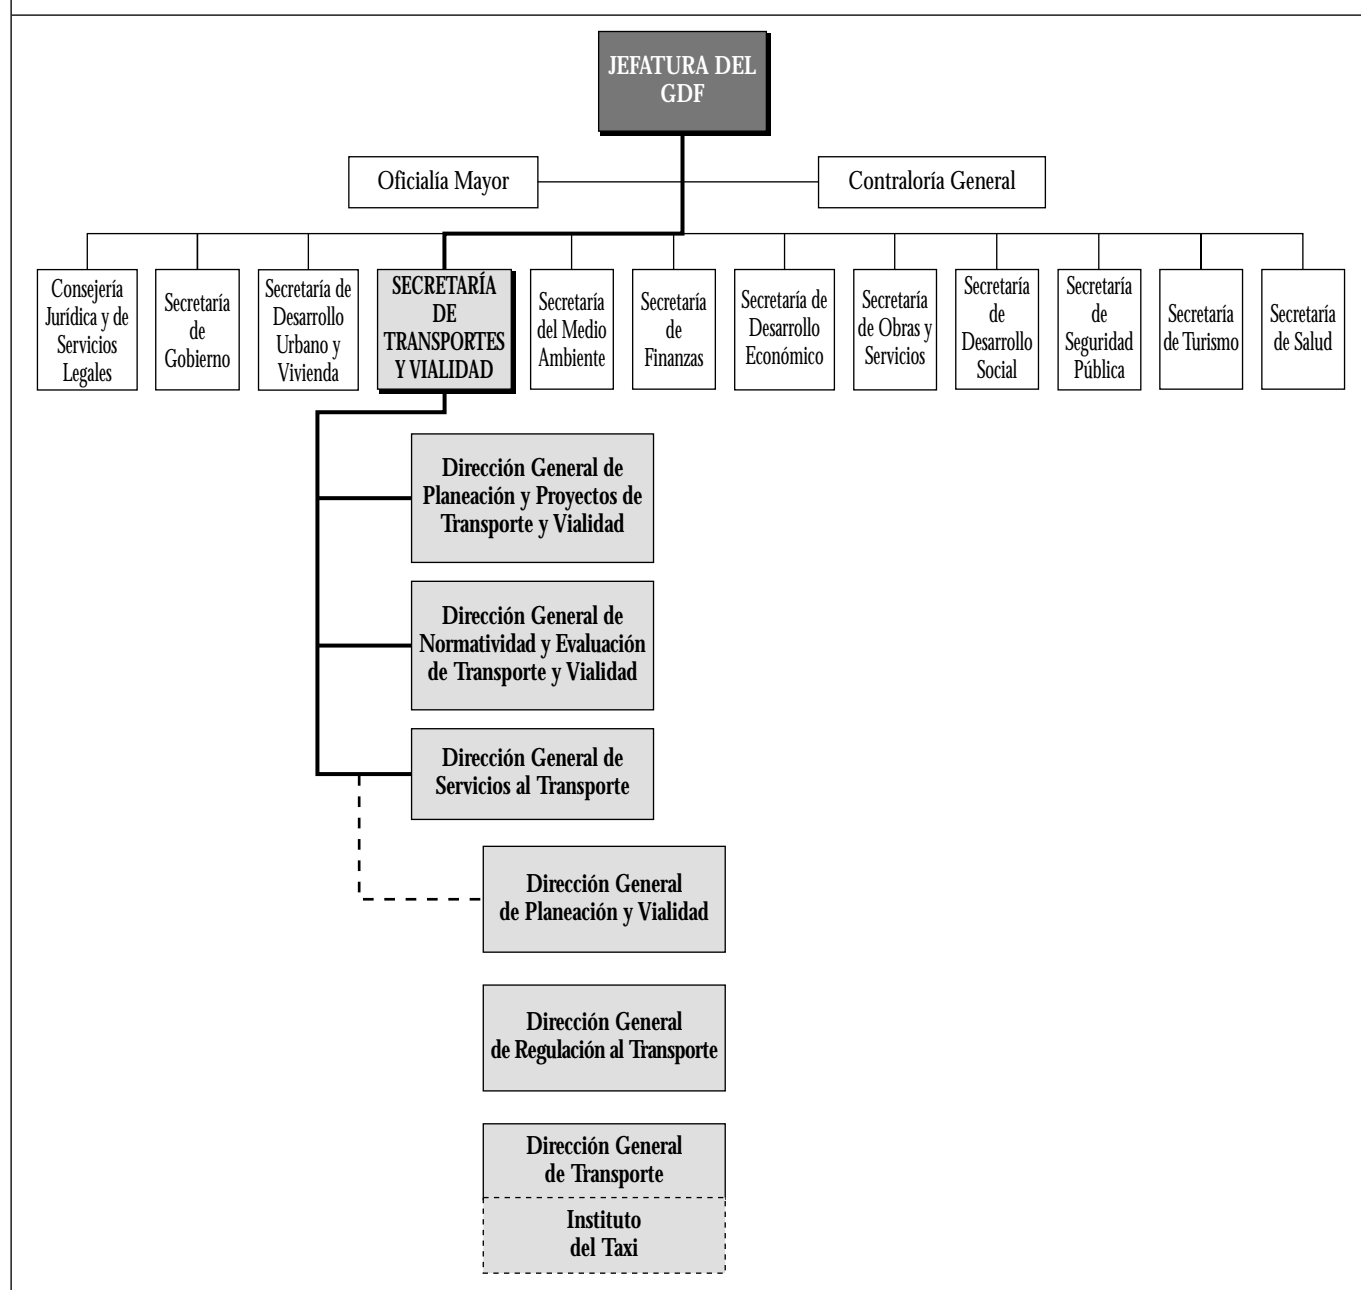 JEFATURA DEL
GDF
Oficialía Mayor
Contraloría General
Consejería
Jurídica y de
Servicios
Legales
Secretaría
de
Gobierno
Secretaría de
Desarrollo
Urbano y
Vivienda
SECRETARÍA
DE
TRANSPORTES
Y VIALIDAD
Secretaría
del Medio
Ambiente
Secretaría
de
Finanzas
Secretaría de
Desarrollo
Económico
Secretaría
de Obras y
Servicios
Secretaría
de
Desarrollo
Social
Secretaría
de
Seguridad
Pública
Secretaría
de Turismo
Secretaría
de Salud
Dirección General de
Planeación y Proyectos de
Transporte y Vialidad
Dirección General de
Normatividad y Evaluación
de Transporte y Vialidad
Dirección General de
Servicios al Transporte
Dirección General
de Planeación y Vialidad
Dirección General
de Regulación al Transporte
Dirección General
de Transporte
Instituto
del Taxi